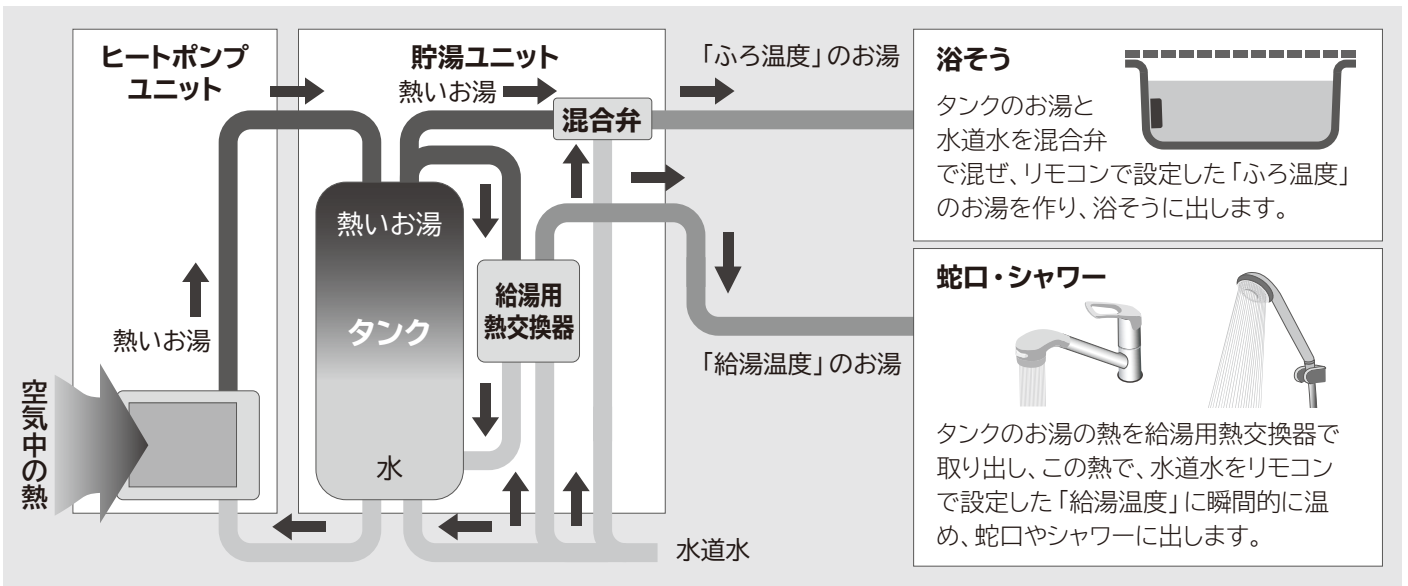 ヒートポンプ
ユニット
貯湯ユニット
熱いお湯
混合弁
「ふろ温度」のお湯
熱いお湯
タンク
水
給湯用
熱交換器
熱いお湯
空気中の熱
「給湯温度」のお湯
水道水
浴そう
タンクのお湯と
水道水を混合弁
で混ぜ、リモコンで設定した「ふろ温度」
のお湯を作り、浴そうに出します。
蛇口・シャワー
タンクのお湯の熱を給湯用熱交換器で
取り出し、この熱で、水道水をリモコン
で設定した「給湯温度」に瞬間的に温
め、蛇口やシャワーに出します。